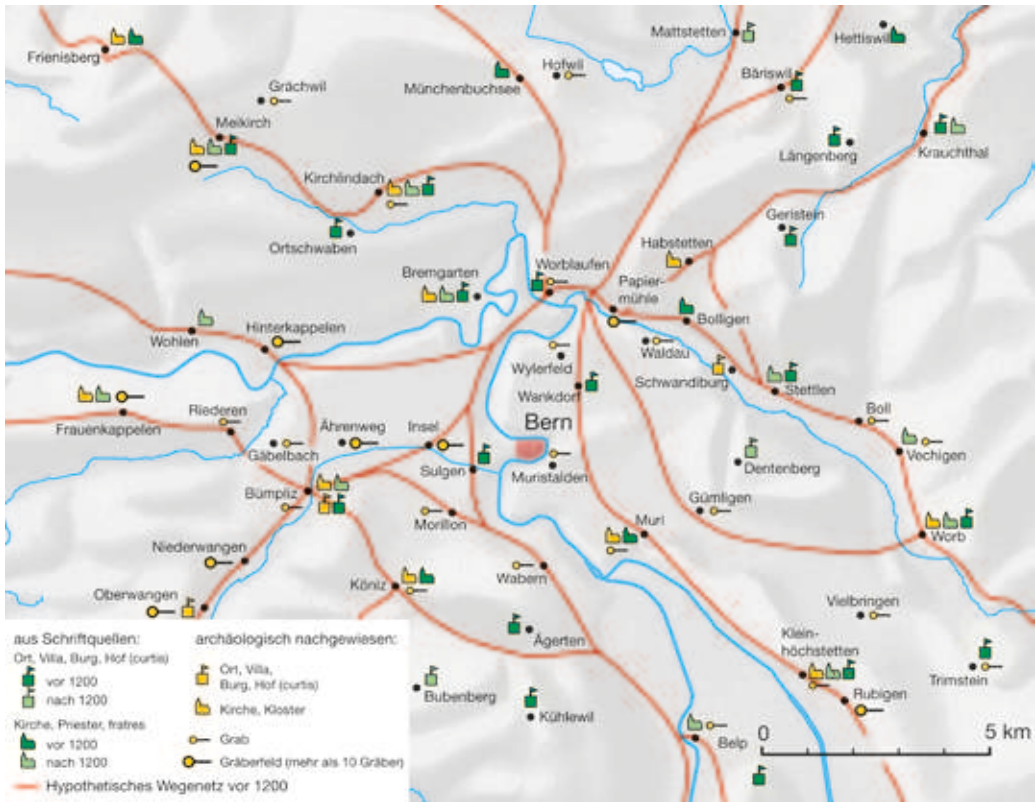 Frienisberg
Mattstetten
Hettiswil
Hofwil
Münchenbuchsee
Bäriswil
Grächwil
Meikirch
Längenberg
Krauchthal
Kirchlindach
Geristein
Ortschwaben
Habstetten
Bremgarten
Worblaufen
Papier-
mühle
Bolligen
Wohlen
Hinterkappelen
Waldau
Wylerfeld
Schwandiburg
Stettlen
Wankdorf
Riederen
Frauenkappelen
Ährenweg
Insel
Bern
Boll
Gäbelbach
Sulgen
Vechigen
Muristalden
Dentenberg
Bümpliz
Morillon
Gümligen
Muri
Worb
Niederwangen
Wabern
Köniz
Oberwangen
Vielbringen
Ägerten
Klein-
höchstetten
Trimstein
Bubenberg
Rubigen
Kühlewil
Belp
0 5 km
aus Schriftquellen:
Ort, Villa, Burg, Hof (curtis)
vor 1200
nach 1200
Kirche, Priester, fratres
vor 1200
nach 1200
archäologisch nachgewiesen:
Ort, Villa,
Burg, Hof (curtis)
Kirche, Kloster
Grab
Gräberfeld (mehr als 10 Gräber)
Hypothetisches Wegenetz vor 1200